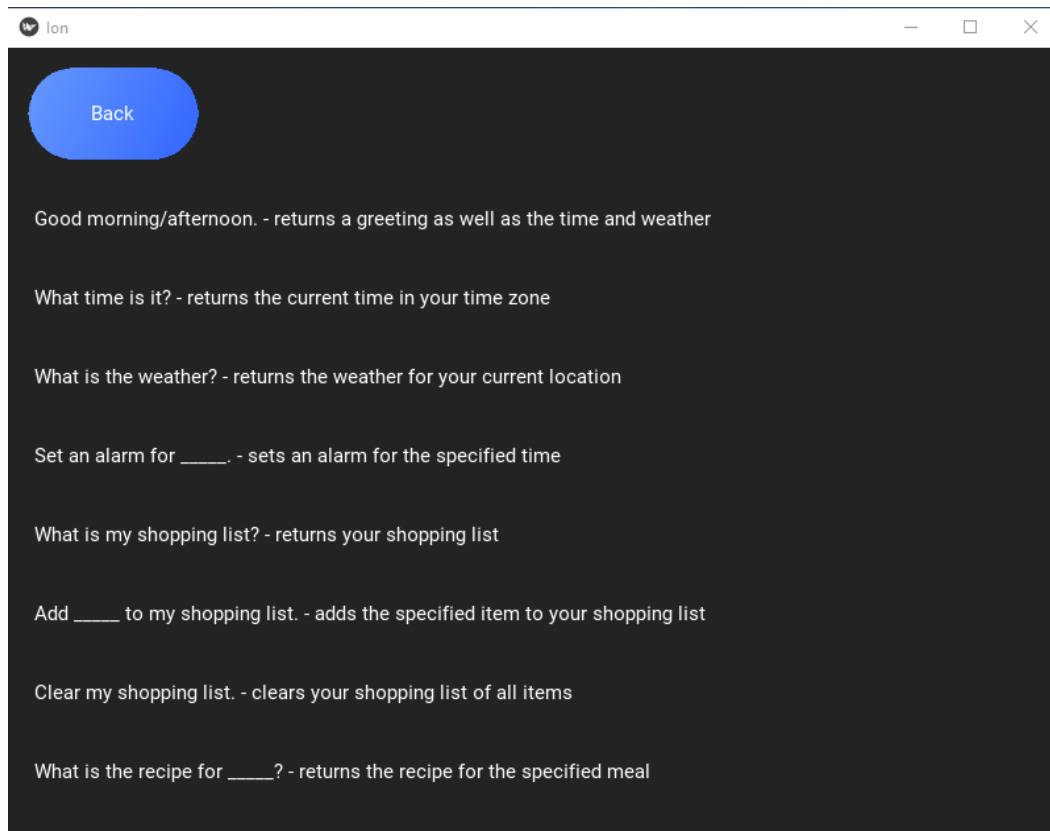 Ion
Back
Good morning/afternoon. - returns a greeting as well as the time and weather
What time is it? - returns the current time in your time zone
What is the weather? - returns the weather for your current location
Set an alarm for _____. - sets an alarm for the specified time
What is my shopping list? - returns your shopping list
Add _____ to my shopping list. - adds the specified item to your shopping list
Clear my shopping list. - clears your shopping list of all items
What is the recipe for _____? - returns the recipe for the specified meal